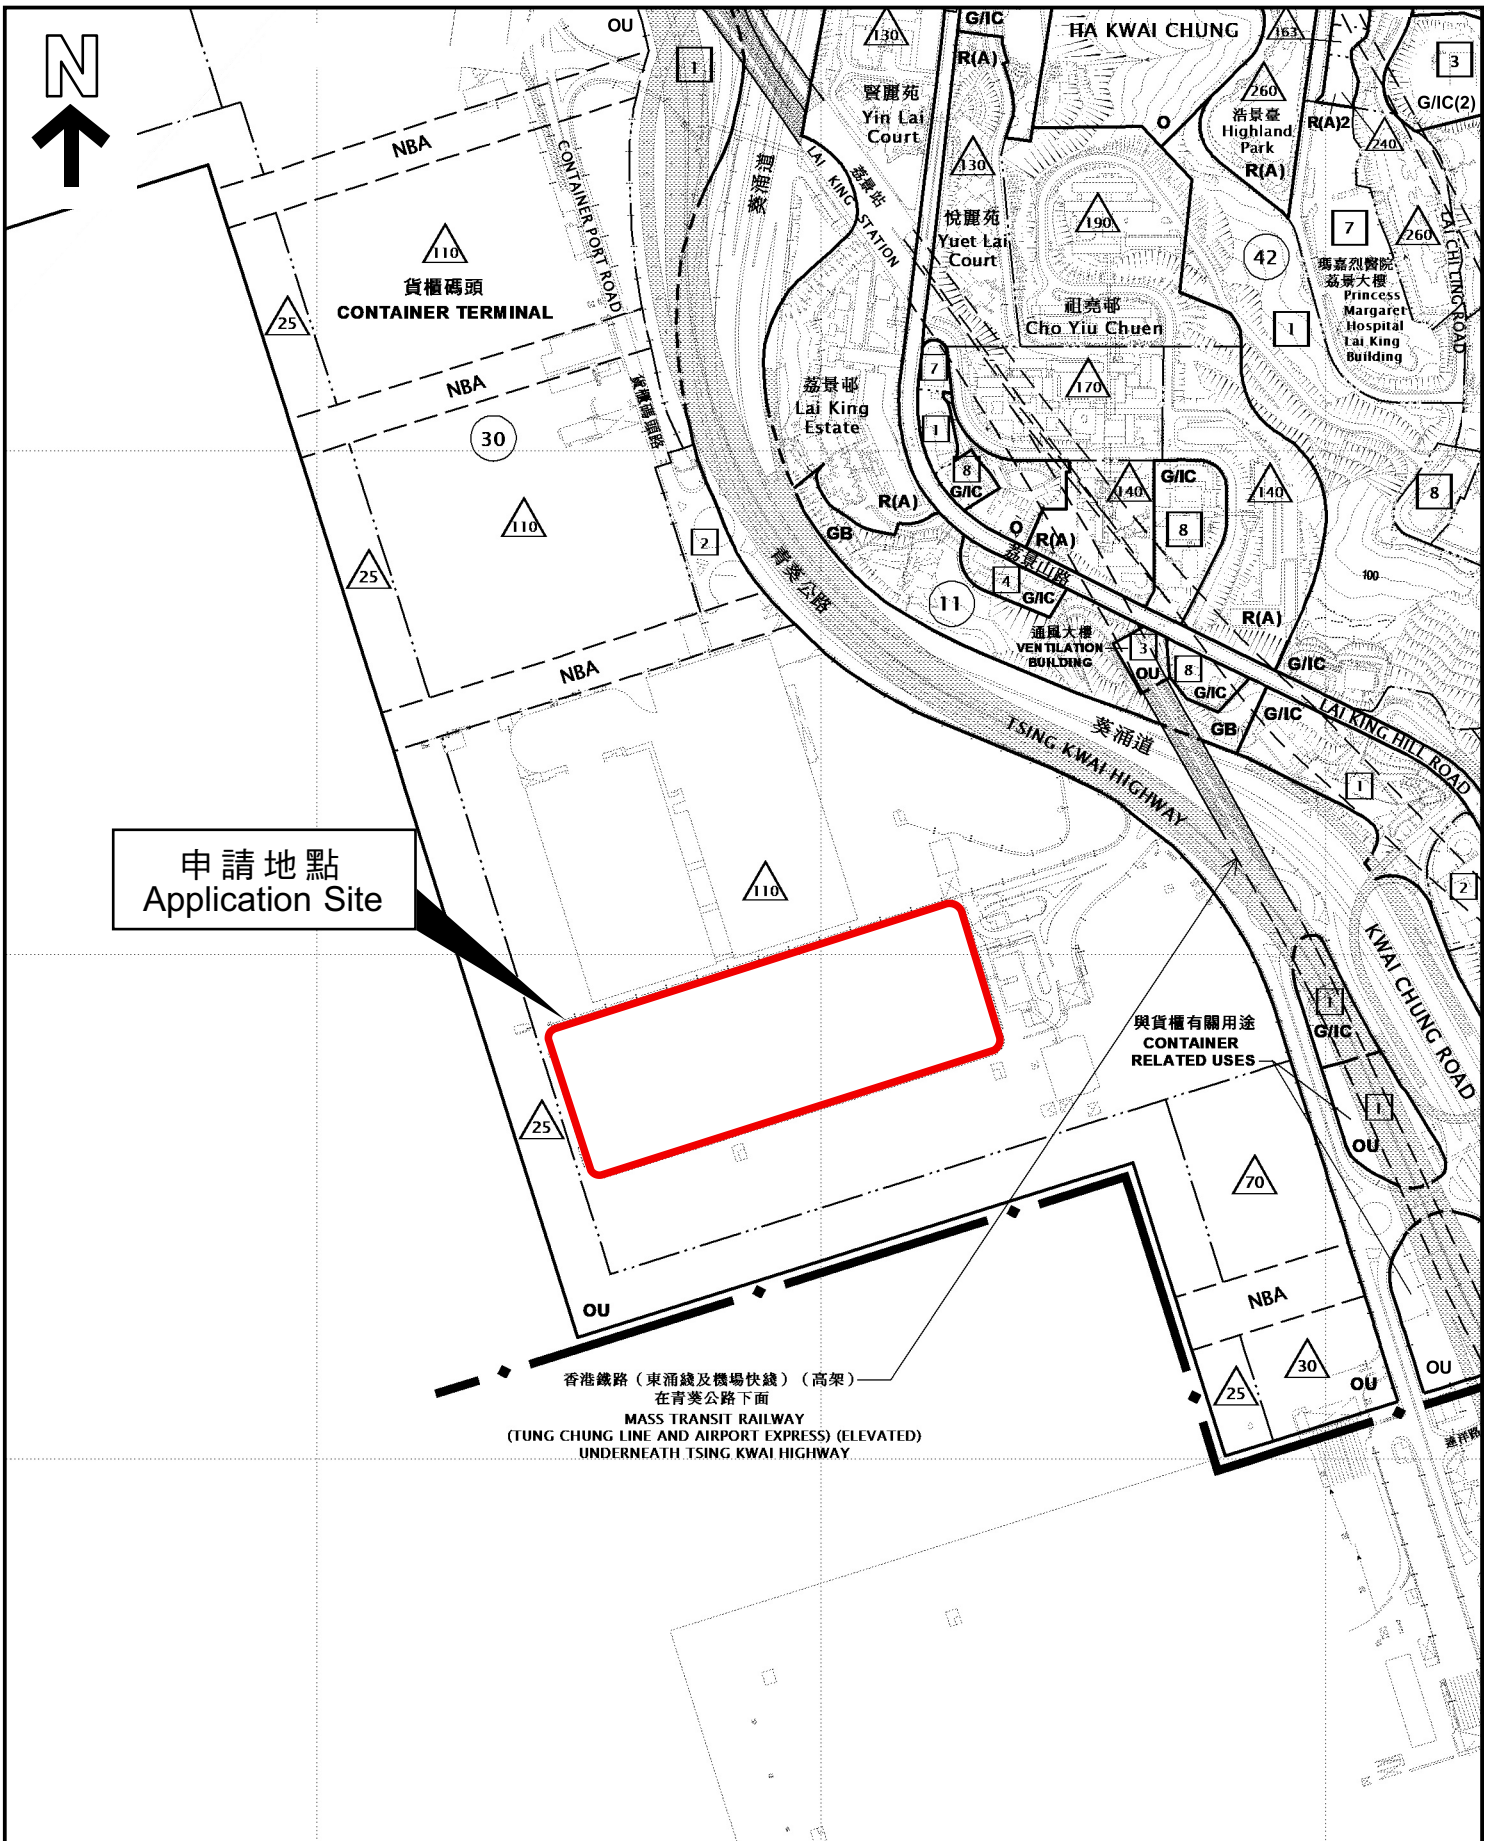 N
OU
1
130
G/IC
R(A)
HA KWAI CHUNG
163
3
G/IC(2)
260
浩景臺
Highland
Park
R(A)
R(A)2
240
O
賢麗苑
Yin Lai
Court
NBA
CONTAINER PORT ROAD
葵涌道
LAI KING STATION
荔景站
130
悅麗苑
Yuet Lai
Court
190
42
7
260
瑪嘉烈醫院
荔景大樓
Princess
Margaret
Hospital
Lai King
Building
LAI CHI LING ROAD
110
貨櫃碼頭
CONTAINER TERMINAL
25
祖堯邨
Cho Yiu Chuen
1
NBA
貨櫃碼頭路
荔景邨
Lai King
Estate
7
1
170
30
8
G/IC
R(A)
140
G/IC
8
140
8
110
2
GB
青葵公路
O
R(A)
荔景山路
4
G/IC
11
100
25
R(A)
通風大樓
VENTILATION
BUILDING
3
OU
8
G/IC
G/IC
NBA
GB
G/IC
LAI KING HILL ROAD
TSING KWAI HIGHWAY
葵涌道
1
申請地點
Application Site
110
2
KWAI CHUNG ROAD
1
G/IC
與貨櫃有關用途
CONTAINER
RELATED USES
1
OU
25
70
OU
NBA
30
25
OU
OU
香港鐵路（東涌綫及機場快綫）（高架）
在青葵公路下面
MASS TRANSIT RAILWAY
(TUNG CHUNG LINE AND AIRPORT EXPRESS) (ELEVATED)
UNDERNEATH TSING KWAI HIGHWAY